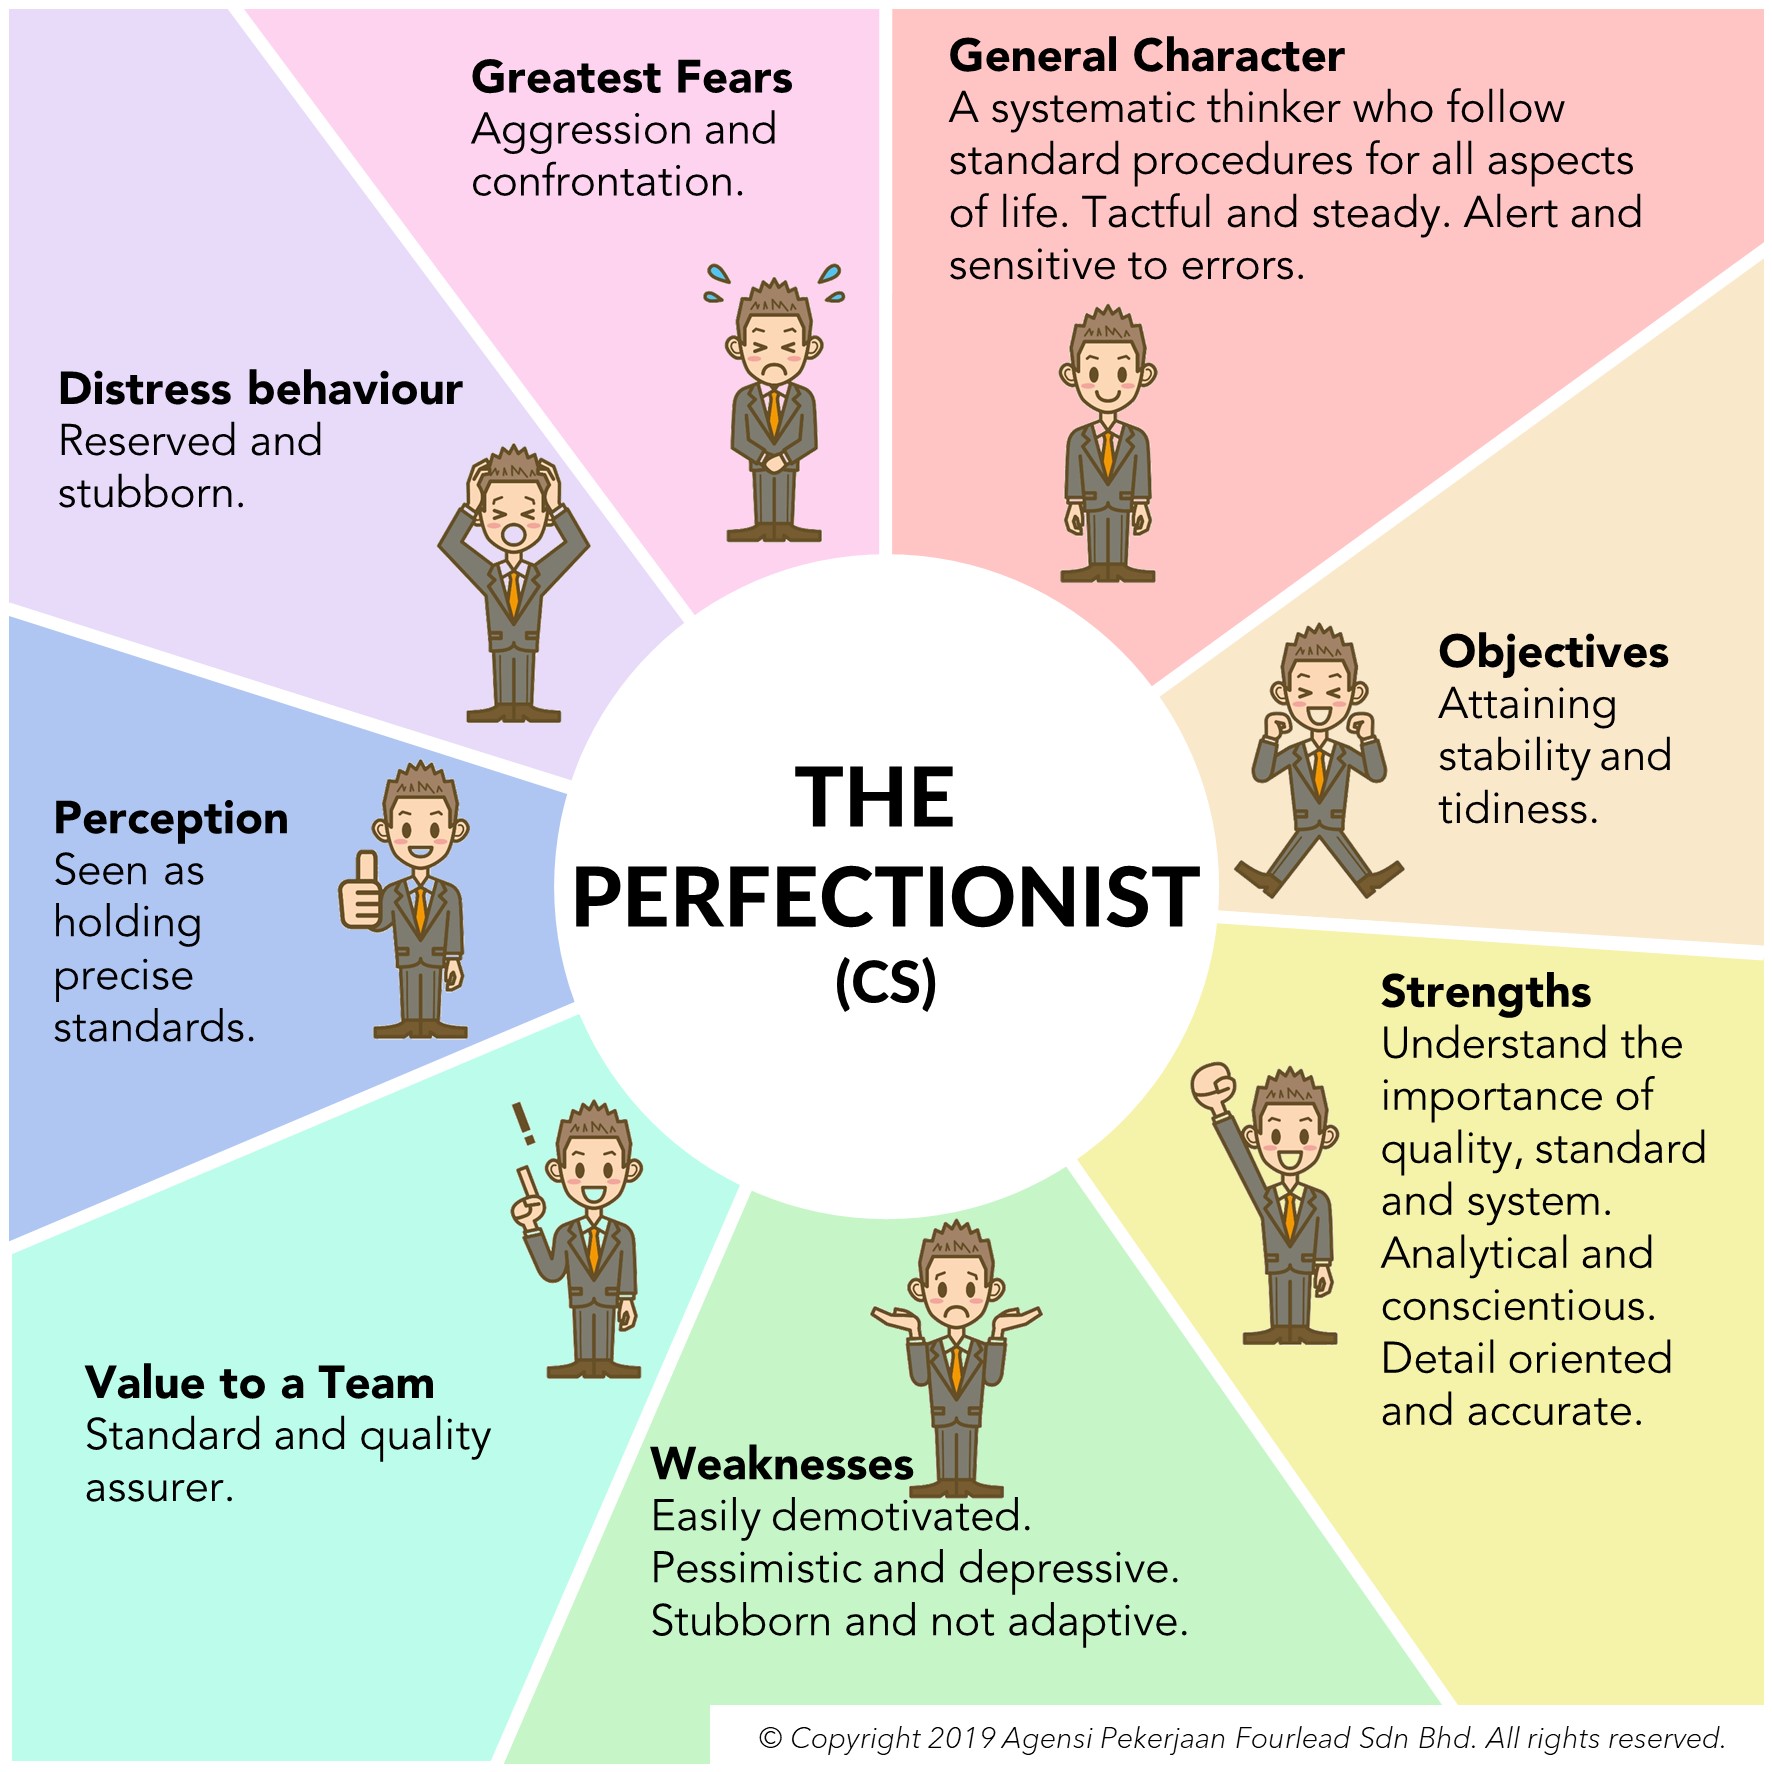 General Character
A systematic thinker who follow
standard procedures for all aspects
of life. Tactful and steady. Alert and
sensitive to errors.
Objectives
Attaining
stability and
tidiness.
Strengths
Understand the
importance of
quality, standard
and system.
Analytical and
conscientious.
Detail oriented
and accurate.
Weaknesses
Easily demotivated.
Pessimistic and depressive.
Stubborn and not adaptive.
Value to a Team
Standard and quality
assurer.
!
Perception
Seen as
holding
precise
standards.
Distress behaviour
Reserved and
stubborn.
Greatest Fears
Aggression and
confrontation.
THE
PERFECTIONIST
(CS)
© Copyright 2019 Agensi Pekerjaan Fourlead Sdn Bhd. All rights reserved.